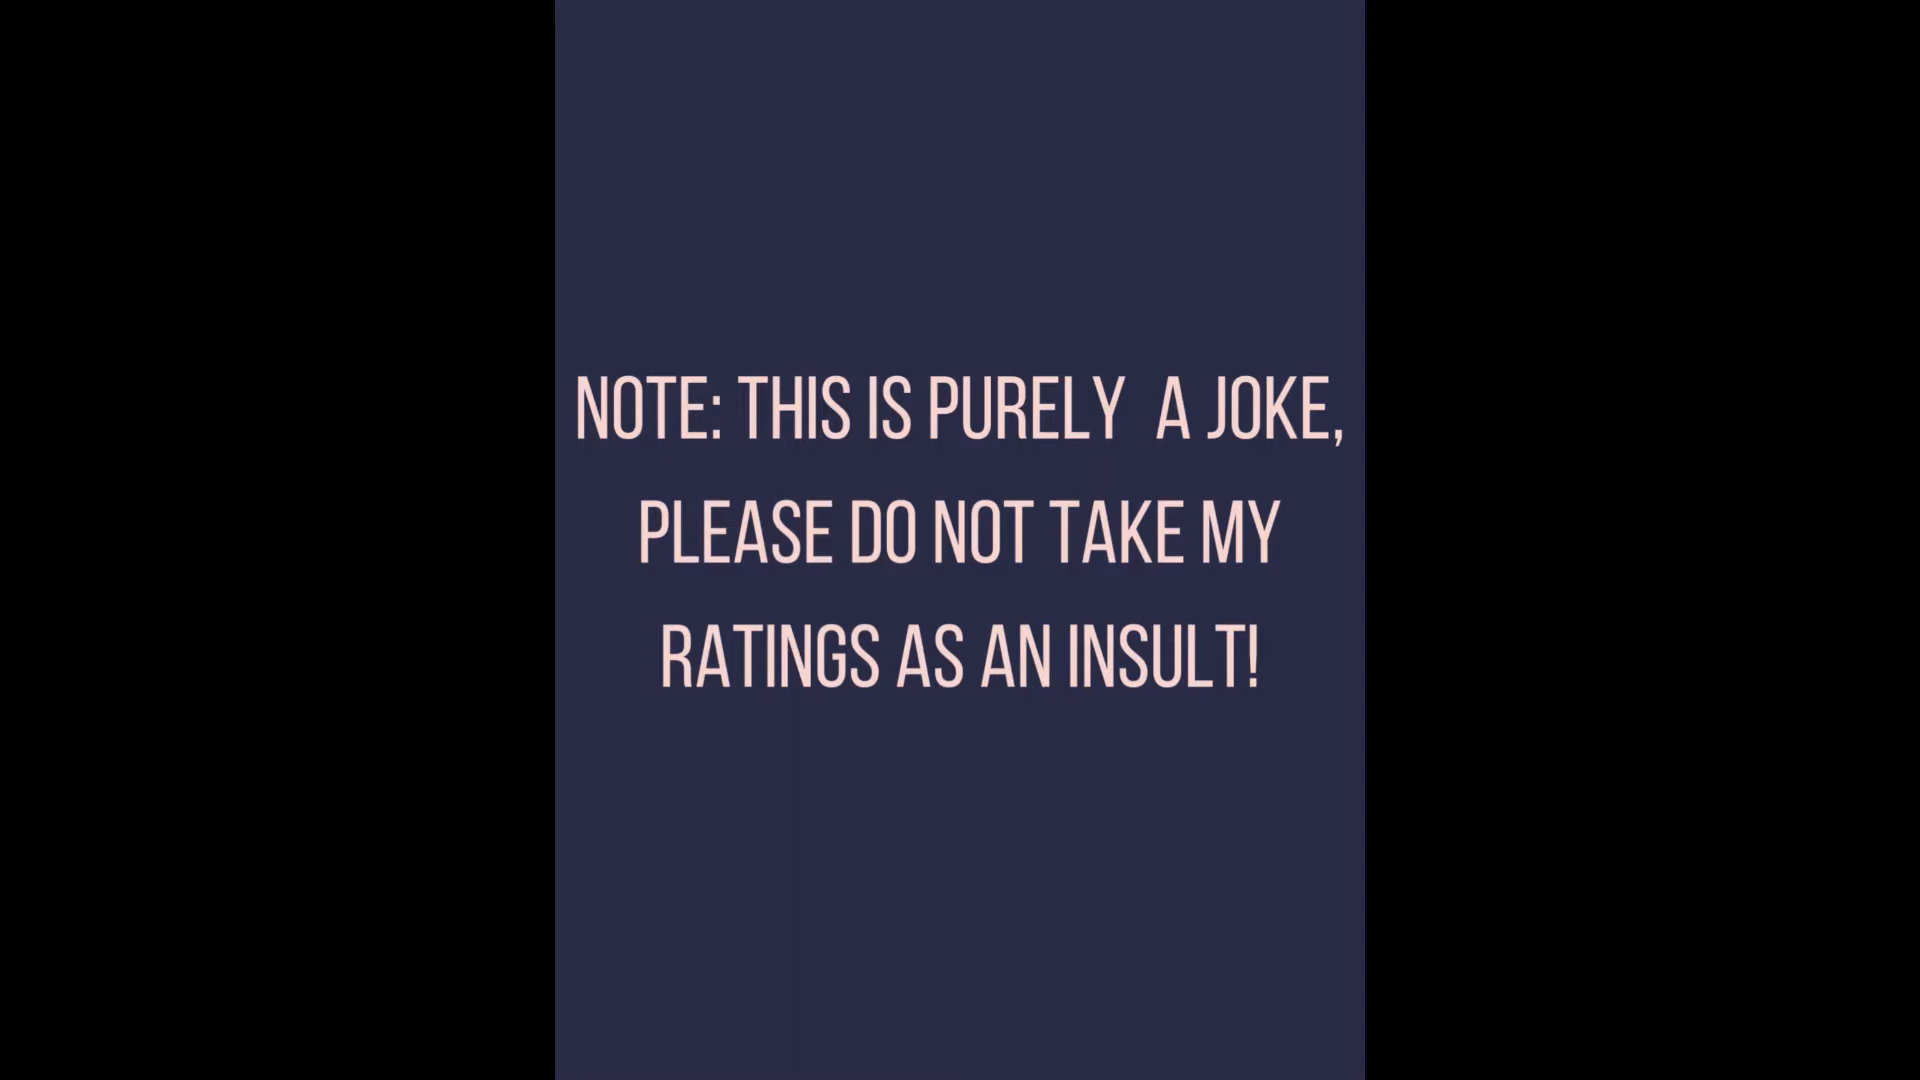 NOTE: THIS IS PURELY  A JOKE,
PLEASE DO NOT TAKE MY
RATINGS AS AN INSULT!